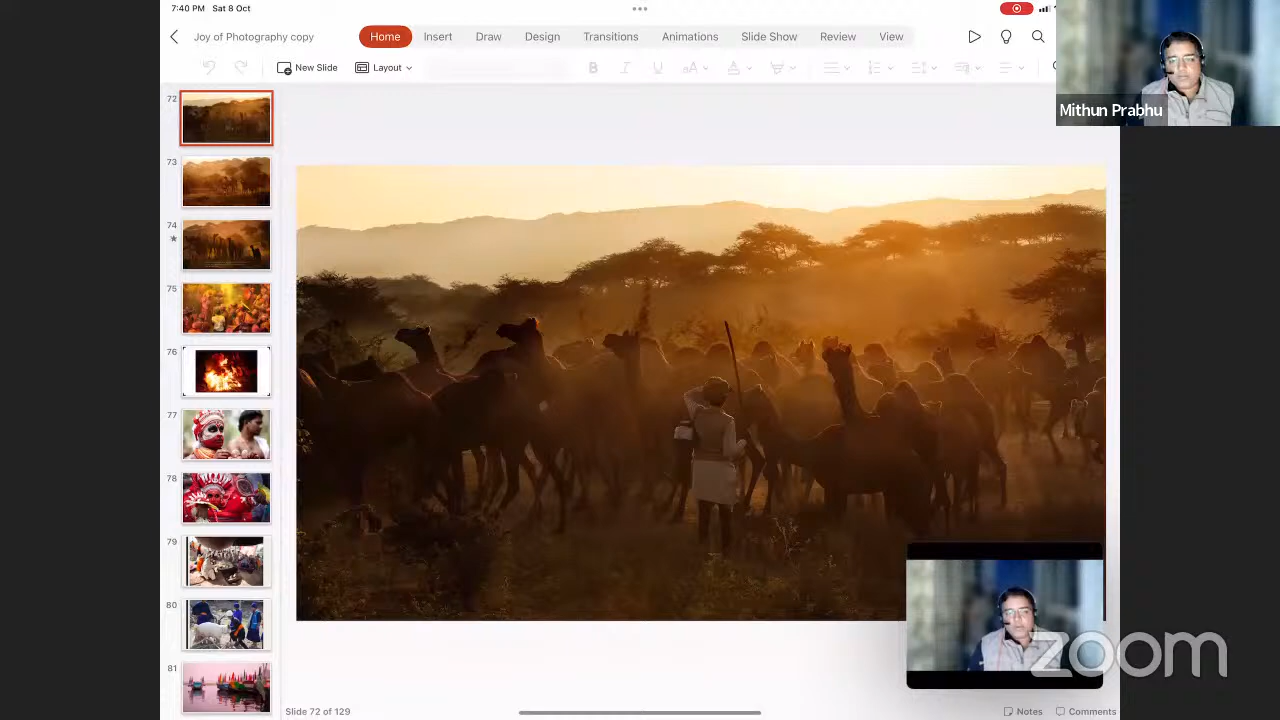 7:40 PM Sat 8 Oct
Joy of Photography copy
Home Insert Draw Design Transitions Animations Slide Show Review View
New Slide Layout
B I U A A
Mithun Prabhu
72
73
74
75
76
77
78
79
80
81
zoom
Slide 72 of 129
Notes Comments